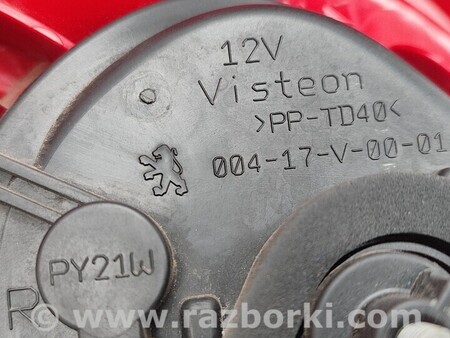 12V
Visteon
>PP-TD40<
004-17-V-00-01
PY21W
R
www.razborki.com